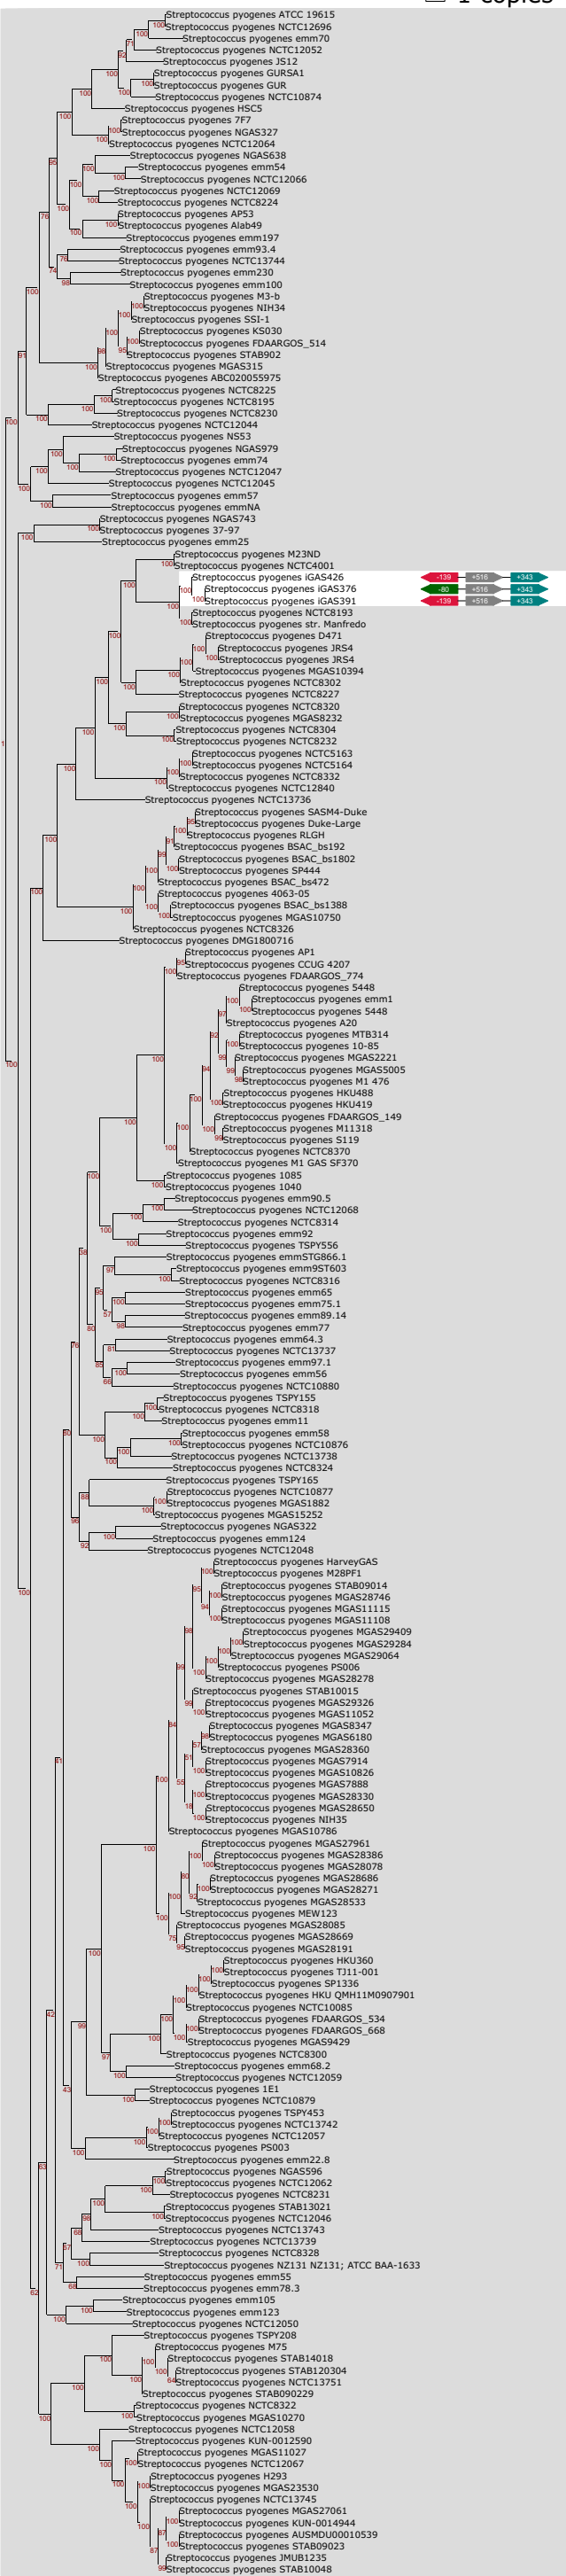 1 copies
Streptococcus pyogenes ATCC 19615
Streptococcus pyogenes NCTC12696
Streptococcus pyogenes emm70
Streptococcus pyogenes NCTC12052
Streptococcus pyogenes JS12
Streptococcus pyogenes GURSA1
Streptococcus pyogenes GUR
Streptococcus pyogenes NCTC10874
Streptococcus pyogenes HSC5
Streptococcus pyogenes 7F7
Streptococcus pyogenes NGAS327
Streptococcus pyogenes NCTC12064
Streptococcus pyogenes NGAS638
Streptococcus pyogenes emm54
Streptococcus pyogenes NCTC12066
Streptococcus pyogenes NCTC12069
Streptococcus pyogenes NCTC8224
Streptococcus pyogenes AP53
Streptococcus pyogenes Alab49
Streptococcus pyogenes emm197
Streptococcus pyogenes emm93.4
Streptococcus pyogenes NCTC13744
Streptococcus pyogenes emm230
Streptococcus pyogenes emm100
Streptococcus pyogenes M3-b
Streptococcus pyogenes NIH34
Streptococcus pyogenes SSI-1
Streptococcus pyogenes KS030
Streptococcus pyogenes FDAARGOS_514
Streptococcus pyogenes STAB902
Streptococcus pyogenes MGAS315
Streptococcus pyogenes ABC020055975
Streptococcus pyogenes NCTC8225
Streptococcus pyogenes NCTC8195
Streptococcus pyogenes NCTC8230
Streptococcus pyogenes NCTC12044
Streptococcus pyogenes NS53
Streptococcus pyogenes NGAS979
Streptococcus pyogenes emm74
Streptococcus pyogenes NCTC12047
Streptococcus pyogenes NCTC12045
Streptococcus pyogenes emm57
Streptococcus pyogenes emmNA
Streptococcus pyogenes NGAS743
Streptococcus pyogenes 37-97
Streptococcus pyogenes emm25
Streptococcus pyogenes M23ND
Streptococcus pyogenes NCTC4001
Streptococcus pyogenes iGAS426 -139 +516 +343
Streptococcus pyogenes iGAS376 -80 +516 +343
Streptococcus pyogenes iGAS391 -139 +516 +343
Streptococcus pyogenes NCTC8193
Streptococcus pyogenes str. Manfredo
Streptococcus pyogenes D471
Streptococcus pyogenes JRS4
Streptococcus pyogenes JRS4
Streptococcus pyogenes MGAS10394
Streptococcus pyogenes NCTC8302
Streptococcus pyogenes NCTC8227
Streptococcus pyogenes NCTC8320
Streptococcus pyogenes MGAS8232
Streptococcus pyogenes NCTC8304
Streptococcus pyogenes NCTC8232
Streptococcus pyogenes NCTC5163
Streptococcus pyogenes NCTC5164
Streptococcus pyogenes NCTC8332
Streptococcus pyogenes NCTC12840
Streptococcus pyogenes NCTC13736
Streptococcus pyogenes SASM4-Duke
Streptococcus pyogenes Duke-Large
Streptococcus pyogenes RLGH
Streptococcus pyogenes BSAC_bs192
Streptococcus pyogenes BSAC_bs1802
Streptococcus pyogenes SP444
Streptococcus pyogenes BSAC_bs472
Streptococcus pyogenes 4063-05
Streptococcus pyogenes BSAC_bs1388
Streptococcus pyogenes MGAS10750
Streptococcus pyogenes NCTC8326
Streptococcus pyogenes DMG1800716
Streptococcus pyogenes AP1
Streptococcus pyogenes CCUG 4207
Streptococcus pyogenes FDAARGOS_774
Streptococcus pyogenes 5448
Streptococcus pyogenes emm1
Streptococcus pyogenes 5448
Streptococcus pyogenes A20
Streptococcus pyogenes MTB314
Streptococcus pyogenes 10-85
Streptococcus pyogenes MGAS2221
Streptococcus pyogenes MGAS5005
Streptococcus pyogenes M1 476
Streptococcus pyogenes HKU488
Streptococcus pyogenes HKU419
Streptococcus pyogenes FDAARGOS_149
Streptococcus pyogenes M11318
Streptococcus pyogenes S119
Streptococcus pyogenes NCTC8370
Streptococcus pyogenes M1 GAS SF370
Streptococcus pyogenes 1085
Streptococcus pyogenes 1040
Streptococcus pyogenes emm90.5
Streptococcus pyogenes NCTC12068
Streptococcus pyogenes NCTC8314
Streptococcus pyogenes emm92
Streptococcus pyogenes TSPY556
Streptococcus pyogenes emmSTG866.1
Streptococcus pyogenes emm9ST603
Streptococcus pyogenes NCTC8316
Streptococcus pyogenes emm65
Streptococcus pyogenes emm75.1
Streptococcus pyogenes emm89.14
Streptococcus pyogenes emm77
Streptococcus pyogenes emm64.3
Streptococcus pyogenes NCTC13737
Streptococcus pyogenes emm97.1
Streptococcus pyogenes emm56
Streptococcus pyogenes NCTC10880
Streptococcus pyogenes TSPY155
Streptococcus pyogenes NCTC8318
Streptococcus pyogenes emm11
Streptococcus pyogenes emm58
Streptococcus pyogenes NCTC10876
Streptococcus pyogenes NCTC13738
Streptococcus pyogenes NCTC8324
Streptococcus pyogenes TSPY165
Streptococcus pyogenes NCTC10877
Streptococcus pyogenes MGAS1882
Streptococcus pyogenes MGAS15252
Streptococcus pyogenes NGAS322
Streptococcus pyogenes emm124
Streptococcus pyogenes NCTC12048
Streptococcus pyogenes HarveyGAS
Streptococcus pyogenes M28PF1
Streptococcus pyogenes STAB09014
Streptococcus pyogenes MGAS28746
Streptococcus pyogenes MGAS11115
Streptococcus pyogenes MGAS11108
Streptococcus pyogenes MGAS29409
Streptococcus pyogenes MGAS29284
Streptococcus pyogenes MGAS29064
Streptococcus pyogenes PS006
Streptococcus pyogenes MGAS28278
Streptococcus pyogenes STAB10015
Streptococcus pyogenes MGAS29326
Streptococcus pyogenes MGAS11052
Streptococcus pyogenes MGAS8347
Streptococcus pyogenes MGAS6180
Streptococcus pyogenes MGAS28360
Streptococcus pyogenes MGAS7914
Streptococcus pyogenes MGAS10826
Streptococcus pyogenes MGAS7888
Streptococcus pyogenes MGAS28330
Streptococcus pyogenes MGAS28650
Streptococcus pyogenes NIH35
Streptococcus pyogenes MGAS10786
Streptococcus pyogenes MGAS27961
Streptococcus pyogenes MGAS28386
Streptococcus pyogenes MGAS28078
Streptococcus pyogenes MGAS28686
Streptococcus pyogenes MGAS28271
Streptococcus pyogenes MGAS28533
Streptococcus pyogenes MEW123
Streptococcus pyogenes MGAS28085
Streptococcus pyogenes MGAS28669
Streptococcus pyogenes MGAS28191
Streptococcus pyogenes HKU360
Streptococcus pyogenes TJ11-001
Streptococcus pyogenes SP1336
Streptococcus pyogenes HKU QMH11M0907901
Streptococcus pyogenes NCTC10085
Streptococcus pyogenes FDAARGOS_534
Streptococcus pyogenes FDAARGOS_668
Streptococcus pyogenes MGAS9429
Streptococcus pyogenes NCTC8300
Streptococcus pyogenes emm68.2
Streptococcus pyogenes NCTC12059
Streptococcus pyogenes 1E1
Streptococcus pyogenes NCTC10879
Streptococcus pyogenes TSPY453
Streptococcus pyogenes NCTC13742
Streptococcus pyogenes NCTC12057
Streptococcus pyogenes PS003
Streptococcus pyogenes emm22.8
Streptococcus pyogenes NGAS596
Streptococcus pyogenes NCTC12062
Streptococcus pyogenes NCTC8231
Streptococcus pyogenes STAB13021
Streptococcus pyogenes NCTC12046
Streptococcus pyogenes NCTC13743
Streptococcus pyogenes NCTC13739
Streptococcus pyogenes NCTC8328
Streptococcus pyogenes NZ131 NZ131; ATCC BAA-1633
Streptococcus pyogenes emm55
Streptococcus pyogenes emm78.3
Streptococcus pyogenes emm105
Streptococcus pyogenes emm123
Streptococcus pyogenes NCTC12050
Streptococcus pyogenes TSPY208
Streptococcus pyogenes M75
Streptococcus pyogenes STAB14018
Streptococcus pyogenes STAB120304
Streptococcus pyogenes NCTC13751
Streptococcus pyogenes STAB090229
Streptococcus pyogenes NCTC8322
Streptococcus pyogenes MGAS10270
Streptococcus pyogenes NCTC12058
Streptococcus pyogenes KUN-0012590
Streptococcus pyogenes MGAS11027
Streptococcus pyogenes NCTC12067
Streptococcus pyogenes H293
Streptococcus pyogenes MGAS23530
Streptococcus pyogenes NCTC13745
Streptococcus pyogenes MGAS27061
Streptococcus pyogenes KUN-0014944
Streptococcus pyogenes AUSMDU00010539
Streptococcus pyogenes STAB09023
Streptococcus pyogenes JMUB1235
Streptococcus pyogenes STAB10048